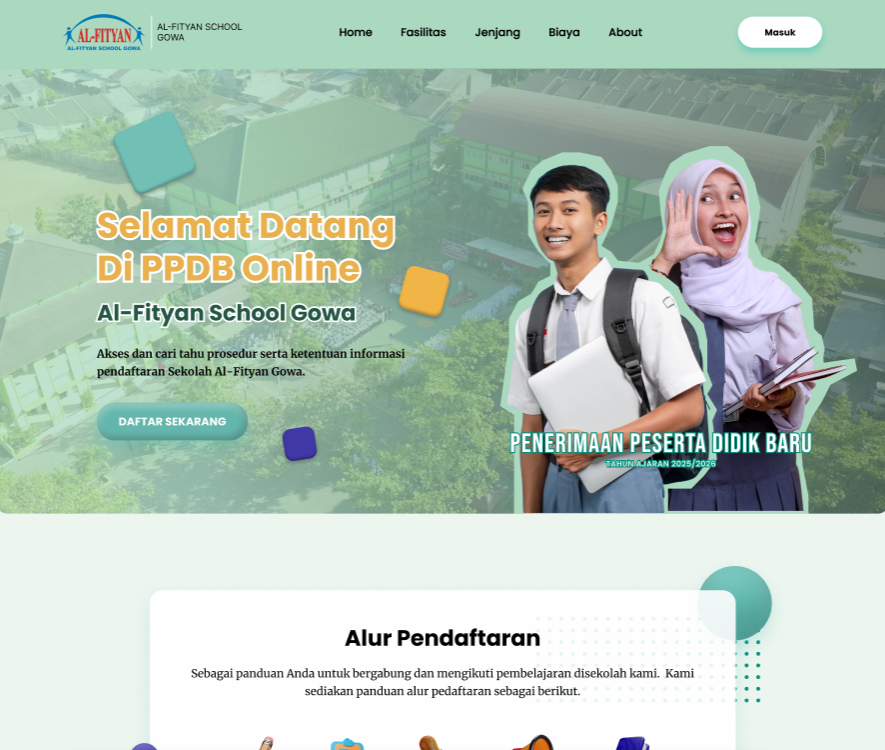 AL-FITYAN
AL-FITYAN SCHOOL GOWA
AL-FITYAN SCHOOL
GOWA
Home
Fasilitas
Jenjang
Biaya
About
Masuk
Selamat Datang
Di PPDB Online
Al-Fityan School Gowa
Akses dan cari tahu prosedur serta ketentuan informasi
pendaftaran Sekolah Al-Fityan Gowa.
DAFTAR SEKARANG
PENERIMAAN PESERTA DIDIK BARU
TAHUN AJARAN 2025/2026
Alur Pendaftaran
Sebagai panduan Anda untuk bergabung dan mengikuti pembelajaran disekolah kami. Kami
sediakan panduan alur pedaftaran sebagai berikut.